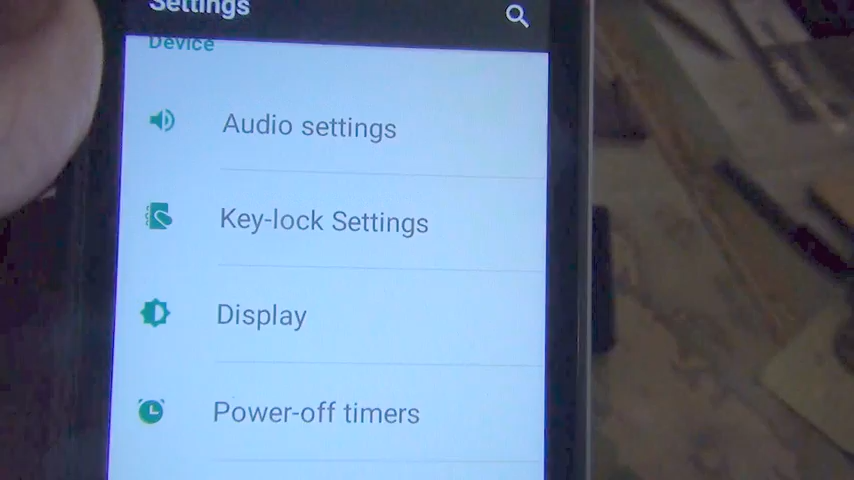 Settings
Device
Audio settings
Key-lock Settings
Display
Power-off timers